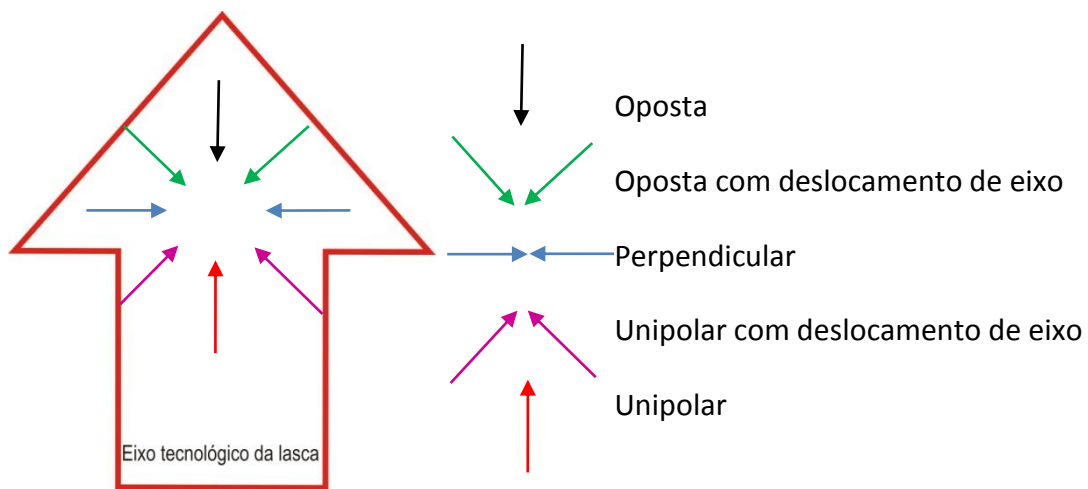 Oposta
Oposta com deslocamento de eixo
Perpendicular
Unipolar com deslocamento de eixo
Unipolar
Eixo tecnológico da lasca